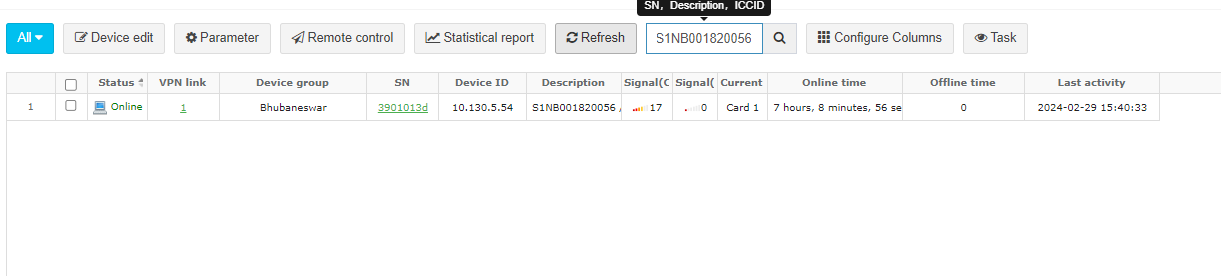 SN, Description, ICCID
All Device edit Parameter Remote control Statistical report Refresh S1NB001820056 Configure Columns Task
Status VPN link Device group SN Device ID Description Signal(C Signal( Current Online time Offline time Last activity
1 Online 1 Bhubaneswar 3901013d 10.130.5.54 S1NB001820056 , 17 0 Card 1 7 hours, 8 minutes, 56 se 0 2024-02-29 15:40:33